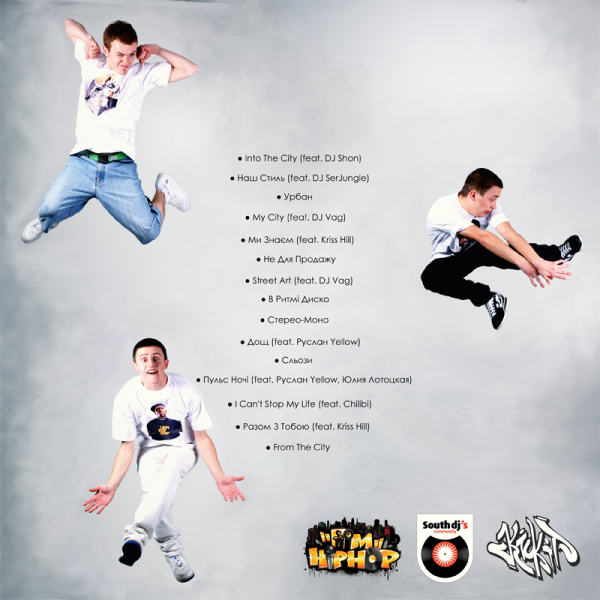 ● Into The City (feat. DJ Shon)
● Наш Стиль (feat. DJ SerJungle)
● Урбан
● My City (feat. DJ Vag)
● Ми Знаєм (feat. Kriss Hill)
● Не Для Продажу
● Street Art (feat. DJ Vag)
● В Ритмі Диско
● Стерео-Моно
● Дощ (feat. Руслан Yellow)
● Сльози
● Пульс Ночі (feat. Руслан Yellow, Юлия Лотоцкая)
● I Can't Stop My Life (feat. Chillbi)
● Разом З Тобою (feat. Kriss Hill)
● From The City
HIPHOP
South dj's
community